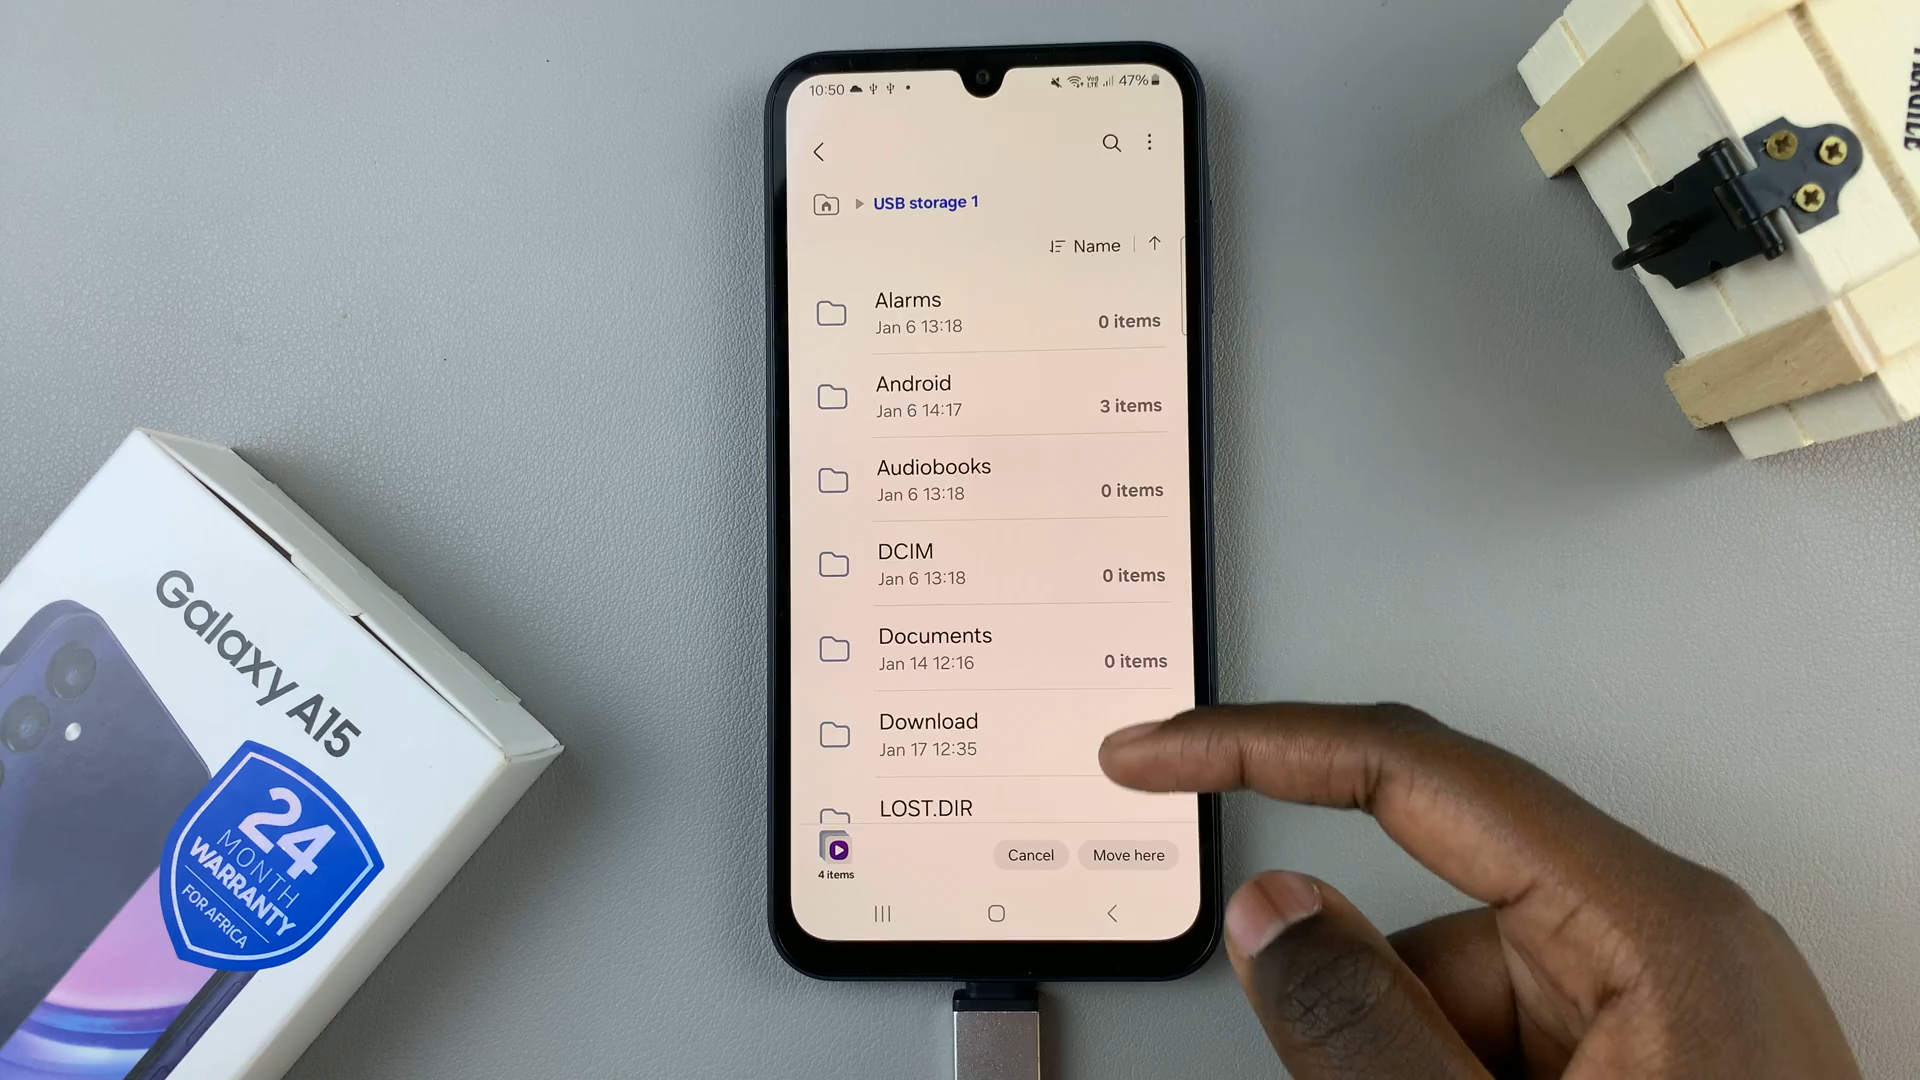 10:50
Vo)
LTE
47%
USB storage 1
Name
Alarms
Jan 6 13:18
0 items
Android
Jan 6 14:17
3 items
Audiobooks
Jan 6 13:18
0 items
DCIM
Jan 6 13:18
0 items
Documents
Jan 14 12:16
0 items
Download
Jan 17 12:35
LOST.DIR
4 items
Cancel
Move here
Galaxy A15
24
MONTH
WARRANTY
FOR AFRICA
FRAGILE